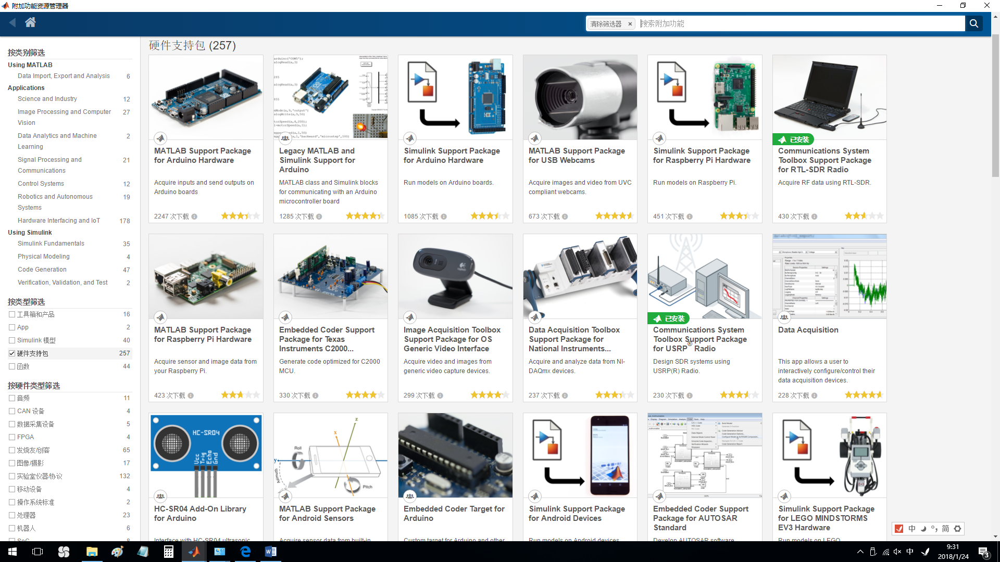 附加功能资源管理器
清除筛选器 ×
搜索附加功能
按类别筛选
Using MATLAB
Data Import, Export and Analysis 6
Applications
Science and Industry 12
Image Processing and Computer Vision 27
Data Analytics and Machine Learning 2
Signal Processing and Communications 21
Control Systems 12
Robotics and Autonomous Systems 19
Hardware Interfacing and IoT 178
Using Simulink
Simulink Fundamentals 35
Physical Modeling 4
Code Generation 47
Verification, Validation, and Test 2
按类型筛选
工具箱和产品 16
App 2
Simulink 模型 40
硬件支持包 257
函数 44
按硬件类型筛选
音频 11
CAN 设备 4
数据采集设备 5
FPGA 4
发烧友/创客 65
图像/摄影 17
实验室仪器/协议 132
移动设备 4
操作系统标准 2
处理器 23
机器人 6
SoC 8
硬件支持包 (257)
MATLAB Support Package
for Arduino Hardware
Acquire inputs and send outputs on
Arduino boards
2247 次下载
Legacy MATLAB and
Simulink Support for
Arduino
MATLAB class and Simulink blocks
for communicating with an Arduino
microcontroller board
1285 次下载
Simulink Support Package
for Arduino Hardware
Run models on Arduino boards.
1085 次下载
MATLAB Support Package
for USB Webcams
Acquire images and video from UVC
compliant webcams.
673 次下载
Simulink Support Package
for Raspberry Pi Hardware
Run models on Raspberry Pi.
451 次下载
已安装
Communications System
Toolbox Support Package
for RTL-SDR Radio
Acquire RF data using RTL-SDR.
430 次下载
MATLAB Support Package
for Raspberry Pi Hardware
Acquire sensor and image data from
your Raspberry Pi.
423 次下载
Embedded Coder Support
Package for Texas
Instruments C2000...
Generate code optimized for C2000
MCU.
330 次下载
Image Acquisition Toolbox
Support Package for OS
Generic Video Interface
Acquire video and images from
generic video capture devices.
299 次下载
Data Acquisition Toolbox
Support Package for
National Instruments...
Acquire and analyze data from NI-
DAQmx devices.
237 次下载
已安装
Communications System
Toolbox Support Package
for USRP® Radio
Design SDR systems using
USRP(R) Radio.
230 次下载
Data Acquisition
This app allows a user to
interactively configure/control their
data acquisition devices.
228 次下载
HC-SR04
Vcc
Trig
Echo
Gnd
HC-SR04 Add-On Library
for Arduino
Interface with HC-SR04 ultrasonic
z
x
y
Roll
Azimuth
Pitch
MATLAB Support Package
for Android Sensors
Acquire sensor data from built-in
Embedded Coder Target for
Arduino
Custom target for Arduino and other
Simulink Support Package
for Android Devices
Run models on Android devices
Embedded Coder Support
Package for AUTOSAR
Standard
Develop AUTOSAR software
Simulink Support Package
for LEGO MINDSTORMS
EV3 Hardware
Run models on LEGO
中 简
中
9:31
2018/1/24
3